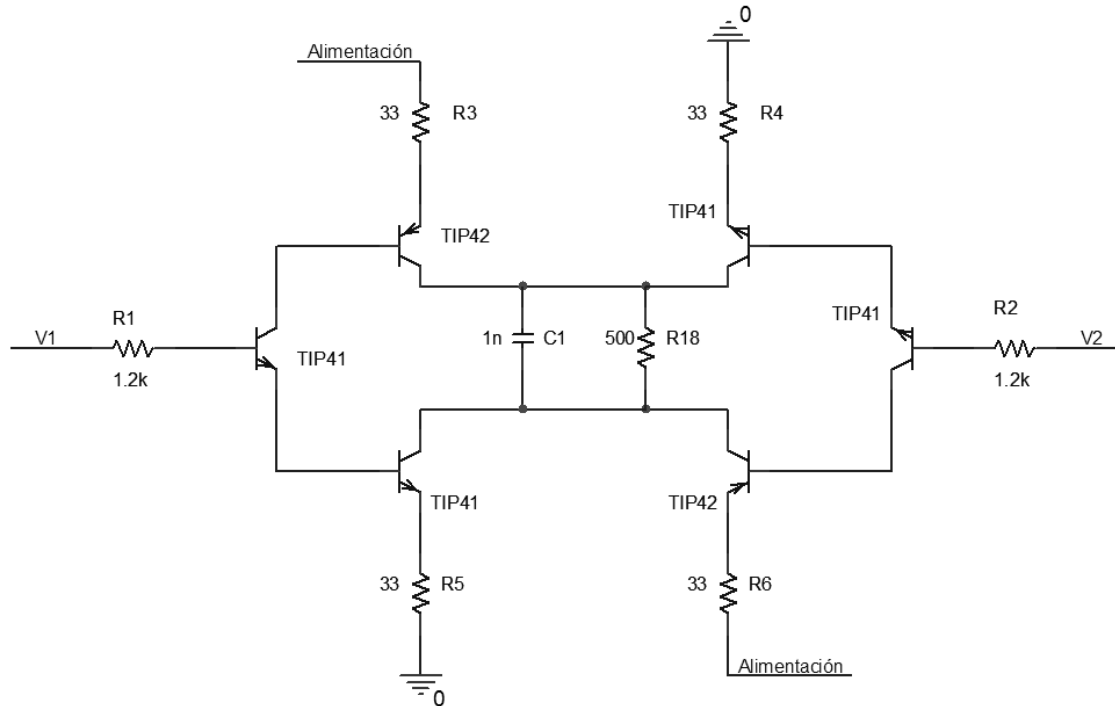 0
Alimentación
33 R3
33 R4
TIP42
TIP41
V1
R1
1.2k
TIP41
1n C1
500 R18
TIP41
R2
1.2k
V2
TIP41
TIP42
33 R5
33 R6
0
Alimentación